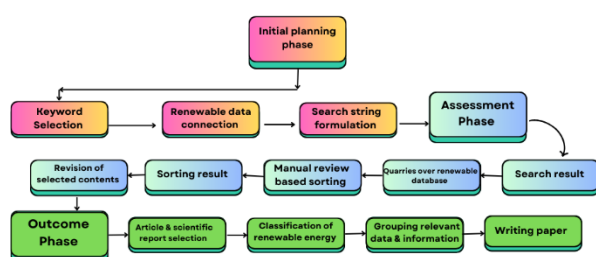 Initial planning
phase
Keyword
Selection
Renewable data
connection
Search string
formulation
Assessment
Phase
Revision of
selected contents
Sorting result
Manual review
based sorting
Quarries over renewable
database
Search result
Outcome
Phase
Article & scientific
report selection
Classification of
renewable energy
Grouping relevant
data & information
Writing paper